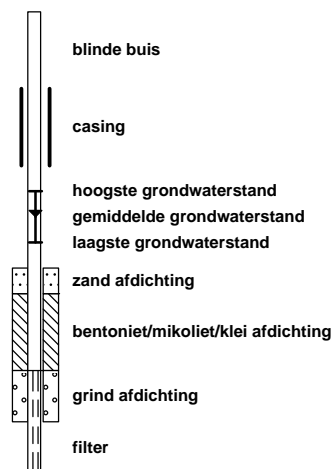 blinde buis
casing
hoogste grondwaterstand
gemiddelde grondwaterstand
laagste grondwaterstand
zand afdichting
bentoniet/mikoliet/klei afdichting
grind afdichting
filter